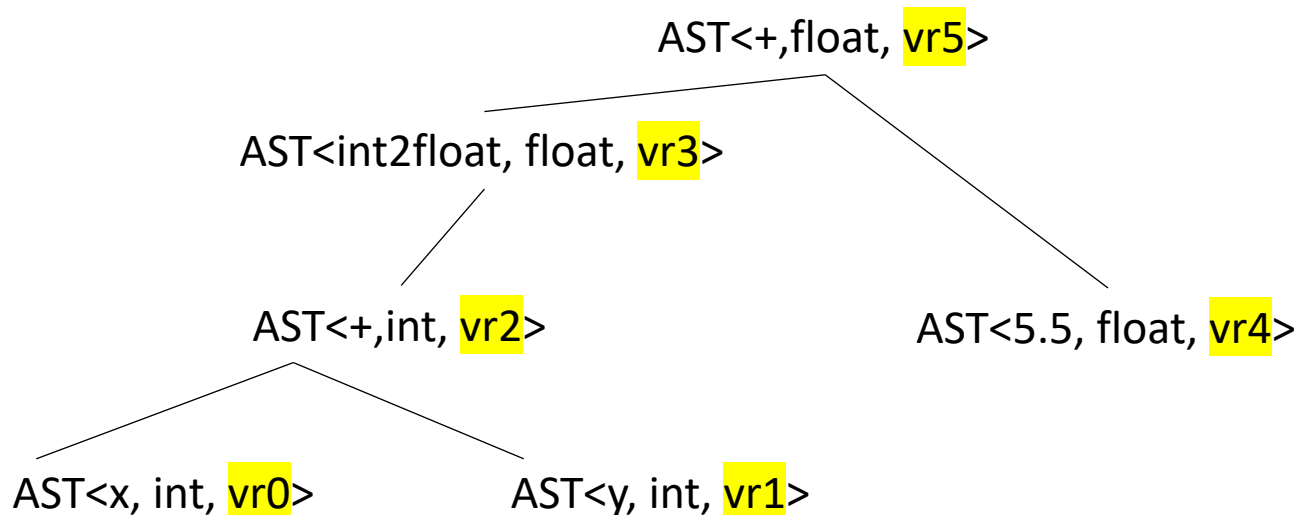 AST<+,float, vr5>
AST<int2float, float, vr3>
AST<+,int, vr2>
AST<5.5, float, vr4>
AST<x, int, vr0>
AST<y, int, vr1>